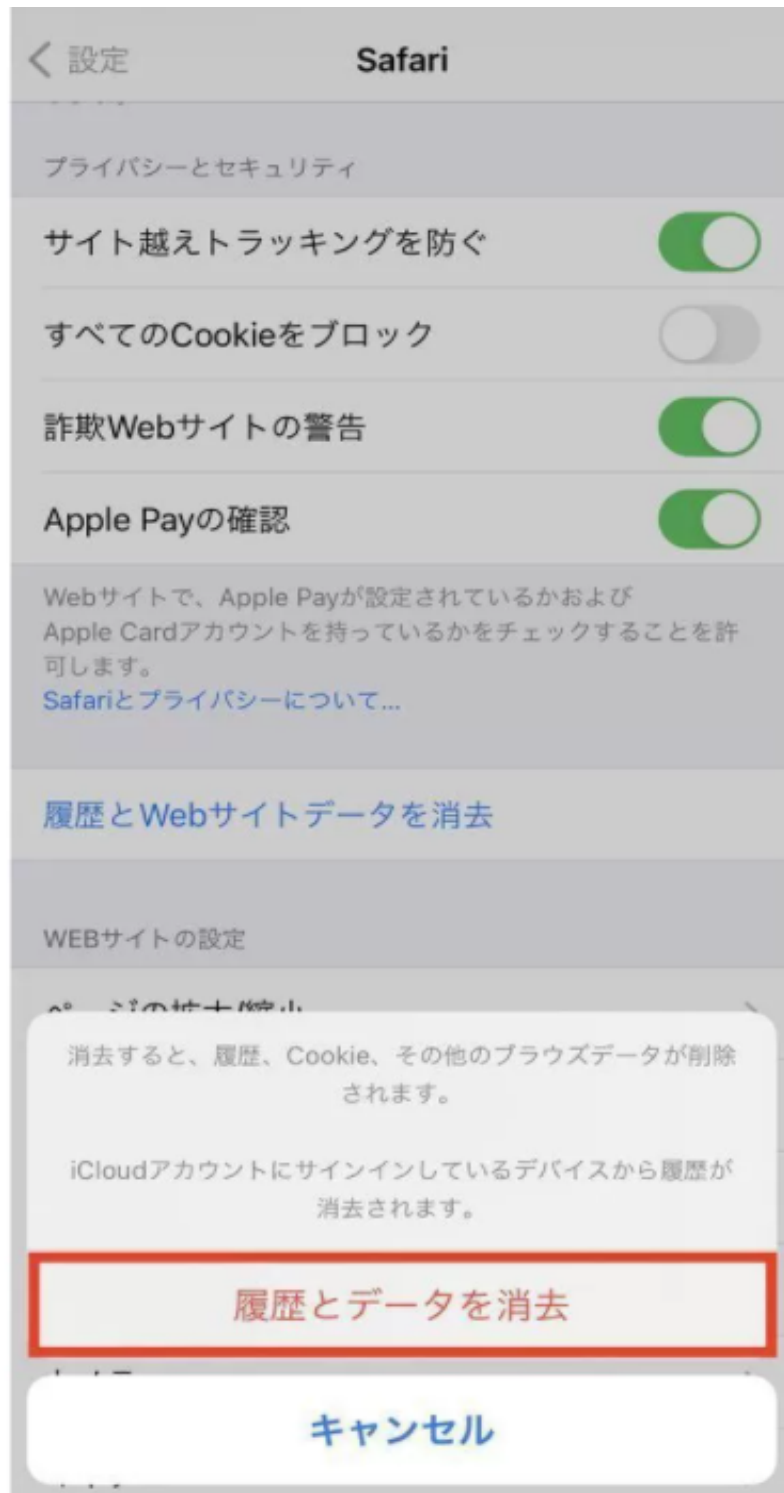 設定
Safari
プライバシーとセキュリティ
サイト越えトラッキングを防ぐ
すべてのCookieをブロック
詐欺Webサイトの警告
Apple Payの確認
Webサイトで、Apple Payが設定されているかおよび
Apple Cardアカウントを持っているかをチェックすることを許
可します。
Safariとプライバシーについて...
履歴とWebサイトデータを消去
WEBサイトの設定
消去すると、履歴、Cookie、その他のブラウズデータが削除
されます。
iCloudアカウントにサインインしているデバイスから履歴が
消去されます。
履歴とデータを消去
キャンセル